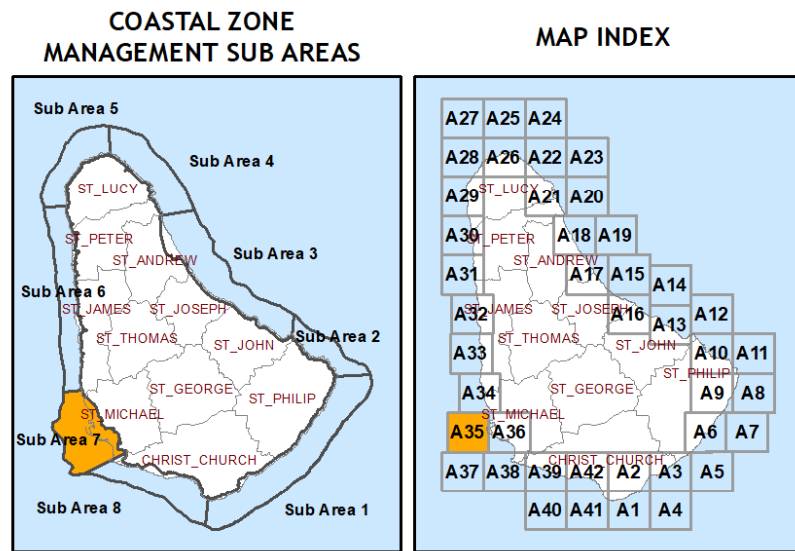 COASTAL ZONE
MANAGEMENT SUB AREAS
Sub Area 5
Sub Area 4
ST_LUCY
ST_PETER
Sub Area 3
ST_ANDREW
Sub Area 6
ST_JAMES
ST_JOSEPH
ST_THOMAS
Sub Area 2
ST_JOHN
ST_GEORGE
ST_PHILIP
ST_MICHAEL
Sub Area 7
CHRIST_CHURCH
Sub Area 8
Sub Area 1
MAP INDEX
A27 A25 A24
A28 A26 A22 A23
ST_LUCY
A29 A21 A20
A30 A18 A19
ST_PETER
ST_ANDREW
A31 A17 A15
A14
A32 ST_JAMES ST_JOSEPH A16 A13 A12
A33 ST_THOMAS ST_JOHN A10 A11
ST_PHILIP
A34 ST_GEORGE A9 A8
ST_MICHAEL
A35 A36 A6 A7
CHRIST_CHURCH
A37 A38 A39 A42 A2 A3 A5
A40 A41 A1 A4